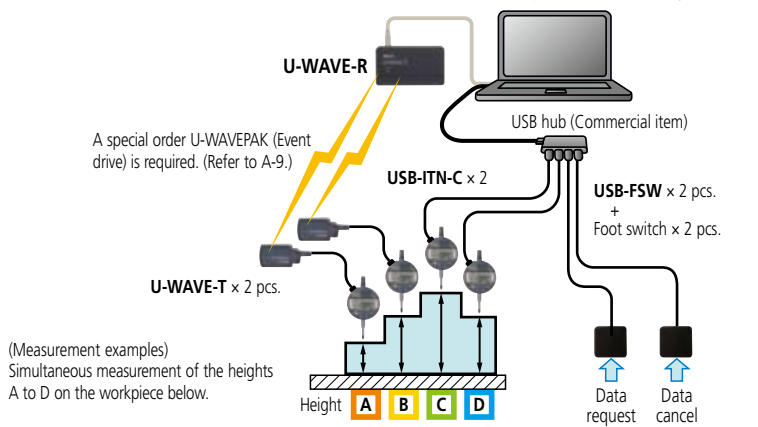 U-WAVE-R
USB hub (Commercial item)
A special order U-WAVEPAK (Event
drive) is required. (Refer to A-9.)
USB-ITN-C × 2
USB-FSW × 2 pcs.
+
Foot switch × 2 pcs.
U-WAVE-T × 2 pcs.
(Measurement examples)
Simultaneous measurement of the heights
A to D on the workpiece below.
Height A B C D
Data
request
Data
cancel